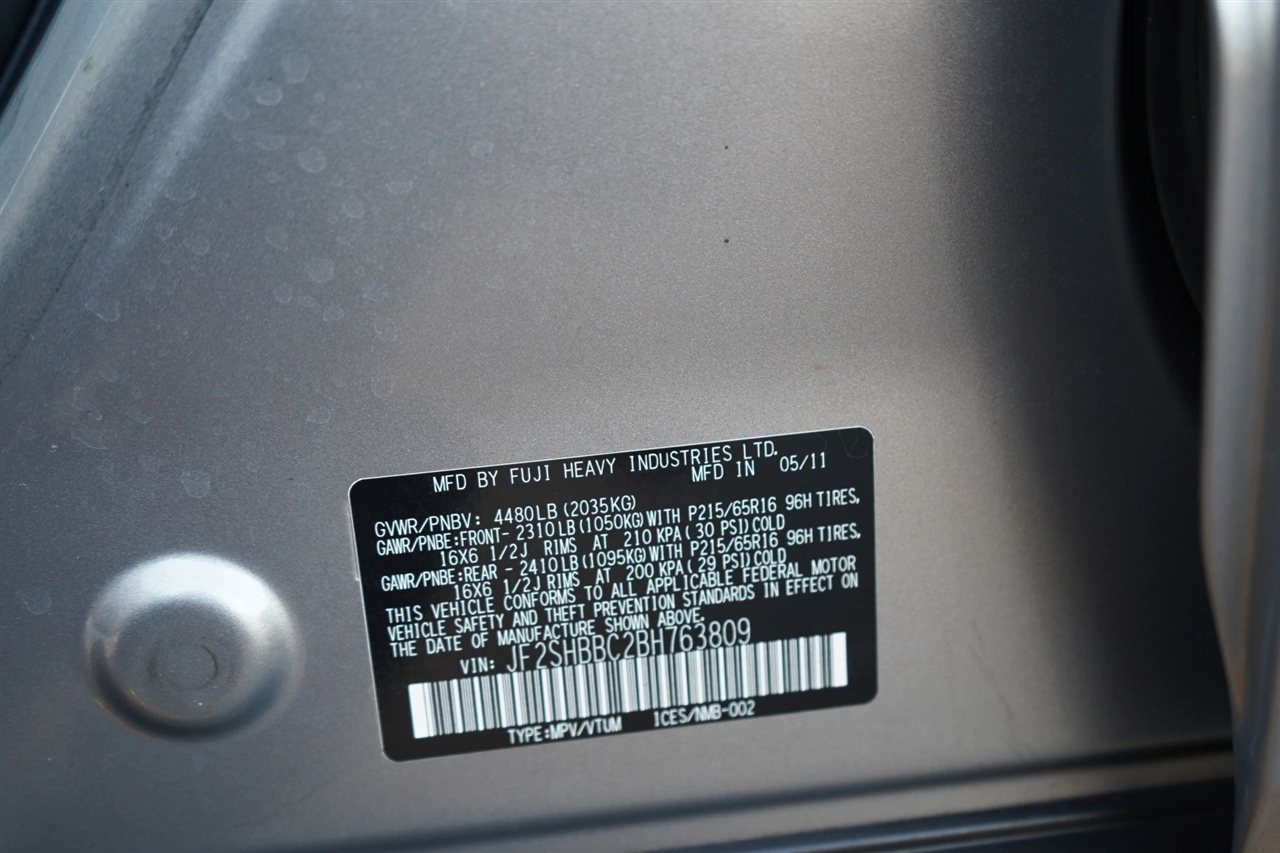 MFD BY FUJI HEAVY INDUSTRIES LTD.
MFD IN 05/11
GVWR/PNBV: 4480LB(2035KG)
GAWR/PNBE:FRONT- 2310LB(1050KG)WITH P215/65R16 96H TIRES,
16X6 1/2J RIMS AT 210 KPA( 30 PSI)COLD
GAWR/PNBE:REAR - 2410LB(1095KG)WITH P215/65R16 96H TIRES,
16X6 1/2J RIMS AT 200 KPA( 29 PSI)COLD
THIS VEHICLE CONFORMS TO ALL APPLICABLE FEDERAL MOTOR
VEHICLE SAFETY AND THEFT PREVENTION STANDARDS IN EFFECT ON
THE DATE OF MANUFACTURE SHOWN ABOVE.
VIN: JF2SHBBC2BH763809
TYPE:MPV/VTUM ICES/NMB-002